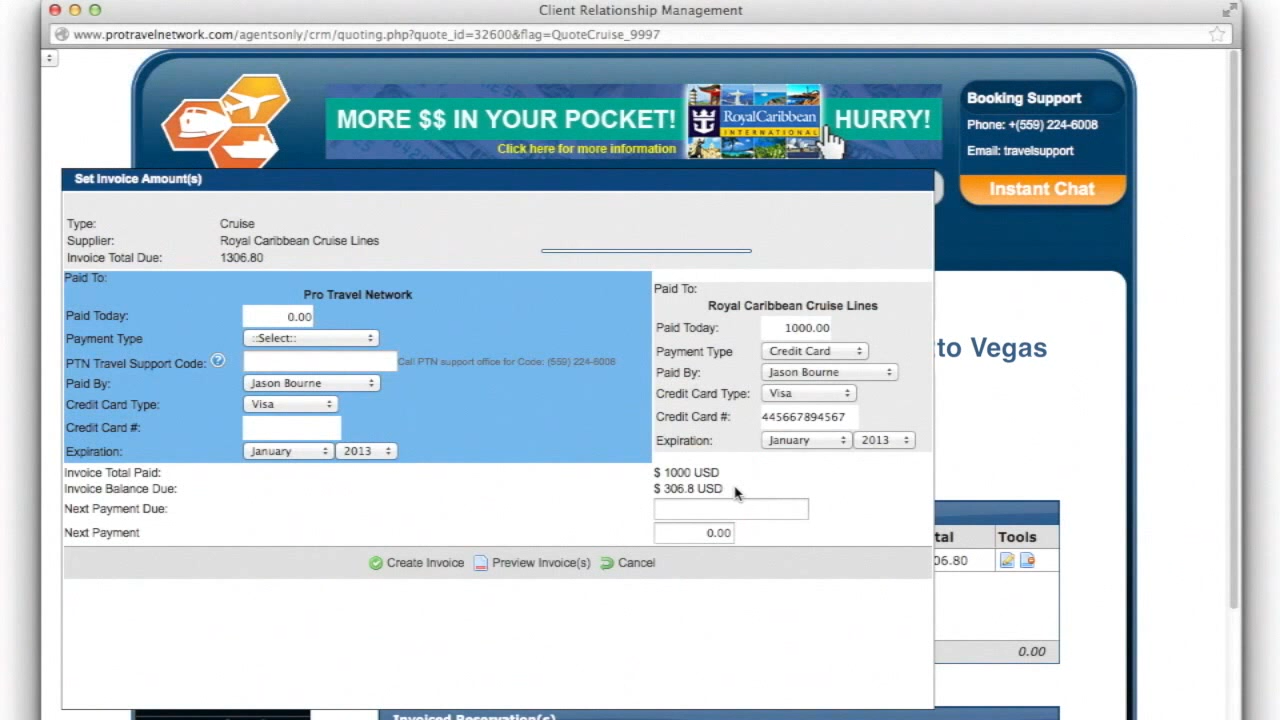 Client Relationship Management
www.protravelnetwork.com/agentsonly/crm/quoting.php?quote_id=32600&flag=QuoteCruise_9997
MORE $$ IN YOUR POCKET!
Click here for more information
RoyalCaribbean
INTERNATIONAL
HURRY!
Booking Support
Phone: +(559) 224-6008
Email: travelsupport
Instant Chat
Set Invoice Amount(s)
Type: Cruise
Supplier: Royal Caribbean Cruise Lines
Invoice Total Due: 1306.80
Paid To:
Pro Travel Network
Paid Today: 0.00
Payment Type ::Select::
PTN Travel Support Code: ? Call PTN support office for Code: (559) 224-6008
Paid By: Jason Bourne
Credit Card Type: Visa
Credit Card #:
Expiration: January 2013
Paid To:
Royal Caribbean Cruise Lines
Paid Today: 1000.00
Payment Type Credit Card
Paid By: Jason Bourne
Credit Card Type: Visa
Credit Card #: 445667894567
Expiration: January 2013
Invoice Total Paid: $ 1000 USD
Invoice Balance Due: $ 306.8 USD
Next Payment Due:
Next Payment 0.00
Create Invoice Preview Invoice(s) Cancel
to Vegas
tal Tools
06.80
0.00
Invoiced Reservation(s)